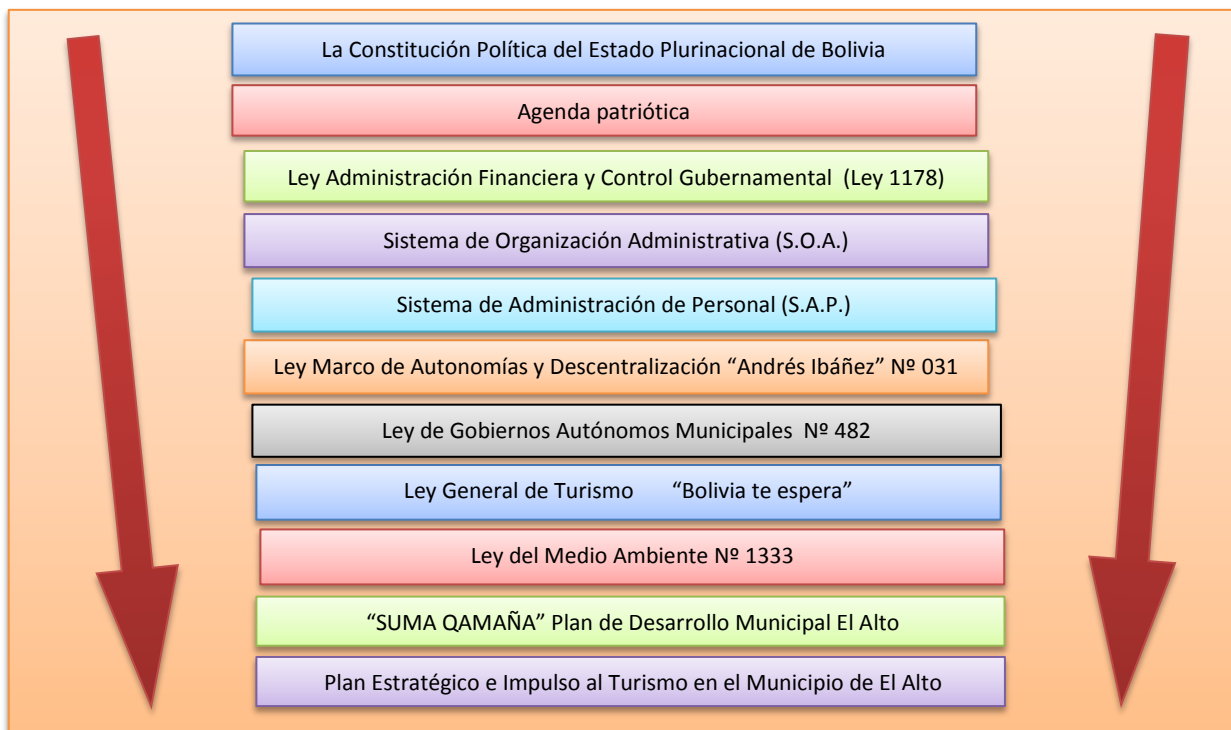 La Constitución Política del Estado Plurinacional de Bolivia
Agenda patriótica
Ley Administración Financiera y Control Gubernamental (Ley 1178)
Sistema de Organización Administrativa (S.O.A.)
Sistema de Administración de Personal (S.A.P.)
Ley Marco de Autonomías y Descentralización “Andrés Ibáñez” Nº 031
Ley de Gobiernos Autónomos Municipales Nº 482
Ley General de Turismo “Bolivia te espera”
Ley del Medio Ambiente Nº 1333
“SUMA QAMAÑA” Plan de Desarrollo Municipal El Alto
Plan Estratégico e Impulso al Turismo en el Municipio de El Alto